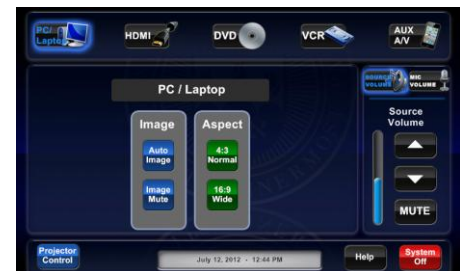 PC/
Laptop
HDMI
DVD
VCR
AUX
A/V
SOURCE
VOLUME
MIC
VOLUME
PC / Laptop
Image
Aspect
Auto
Image
4:3
Normal
Image
Mute
16:9
Wide
Source
Volume
MUTE
Projector
Control
July 12, 2012 - 12:44 PM
Help
System
Off